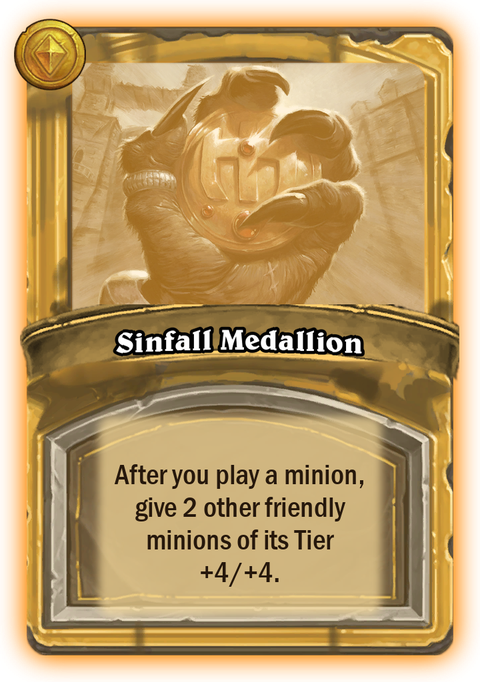 Sinfall Medallion
After you play a minion,
give 2 other friendly
minions of its Tier
+4/+4.